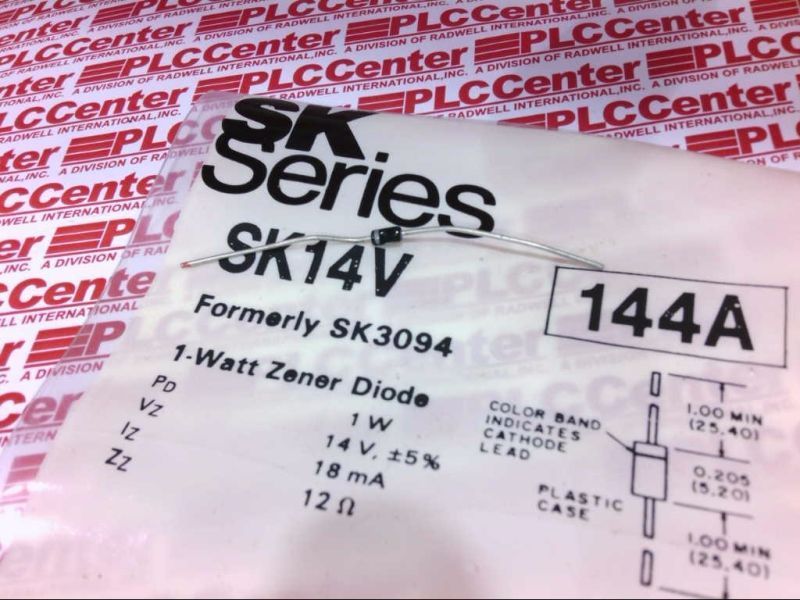 PLCCenter
A DIVISION OF RADWELL INTERNATIONAL, INC.
SK
Series
SK14V
Formerly SK3094
1-Watt Zener Diode
PD 1 W
VZ 14 V, ±5%
IZ 18 mA
ZZ 12 Ω
144A
COLOR BAND
INDICATES
CATHODE
LEAD
PLASTIC
CASE
1.00 MIN
(25.40)
0.205
(5.20)
1.00 MIN
(25.40)